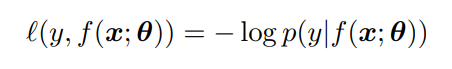 ℓ(y, f(𝒙; 𝜽)) = − log p(y|f(𝒙; 𝜽))